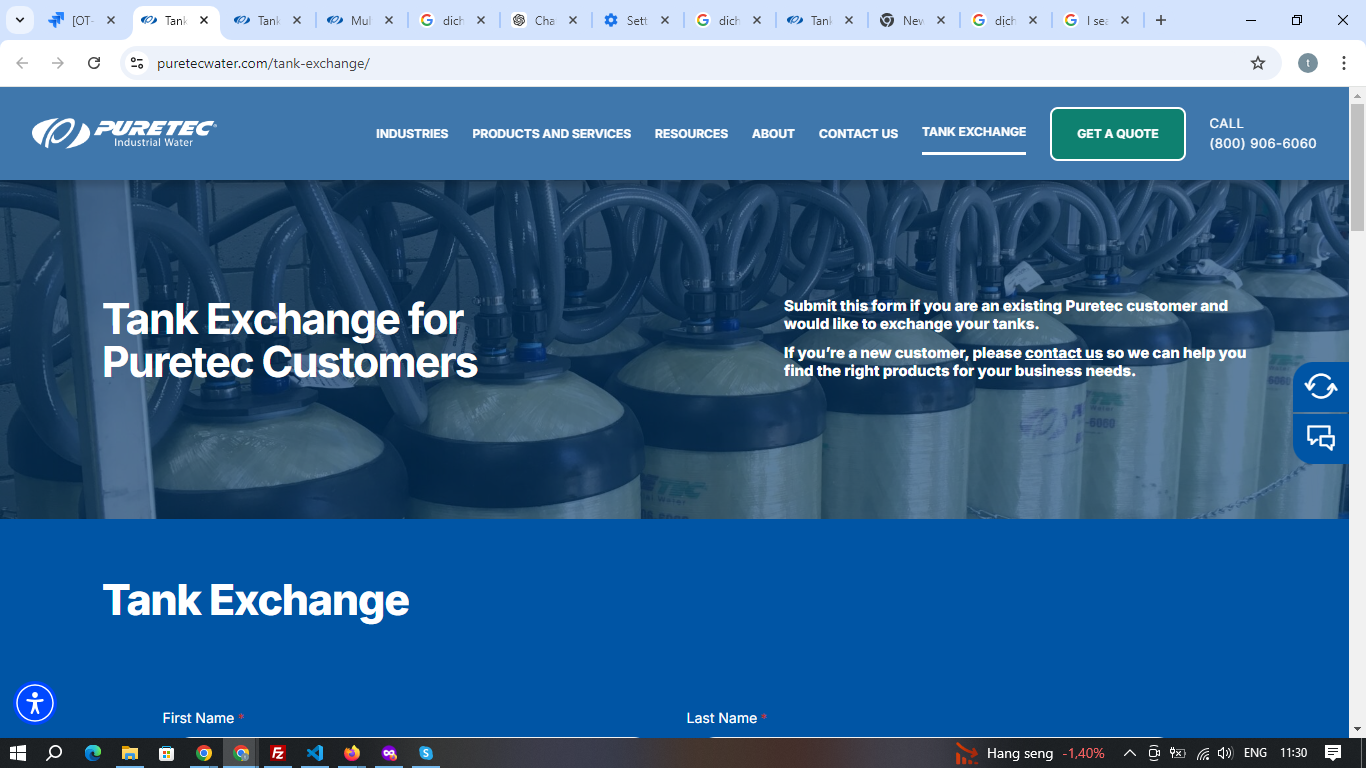 [OT-
Tank
Tank
Mul
dich
Cha
Sett
dich
Tank
New
dịch
I sea
puretecwater.com/tank-exchange/
t
PURETEC
Industrial Water
INDUSTRIES
PRODUCTS AND SERVICES
RESOURCES
ABOUT
CONTACT US
TANK EXCHANGE
GET A QUOTE
CALL
(800) 906-6060
Tank Exchange for
Puretec Customers
Submit this form if you are an existing Puretec customer and
would like to exchange your tanks.
If you’re a new customer, please contact us so we can help you
find the right products for your business needs.
Tank Exchange
First Name *
Last Name *
Hang seng -1,40%
ENG
11:30